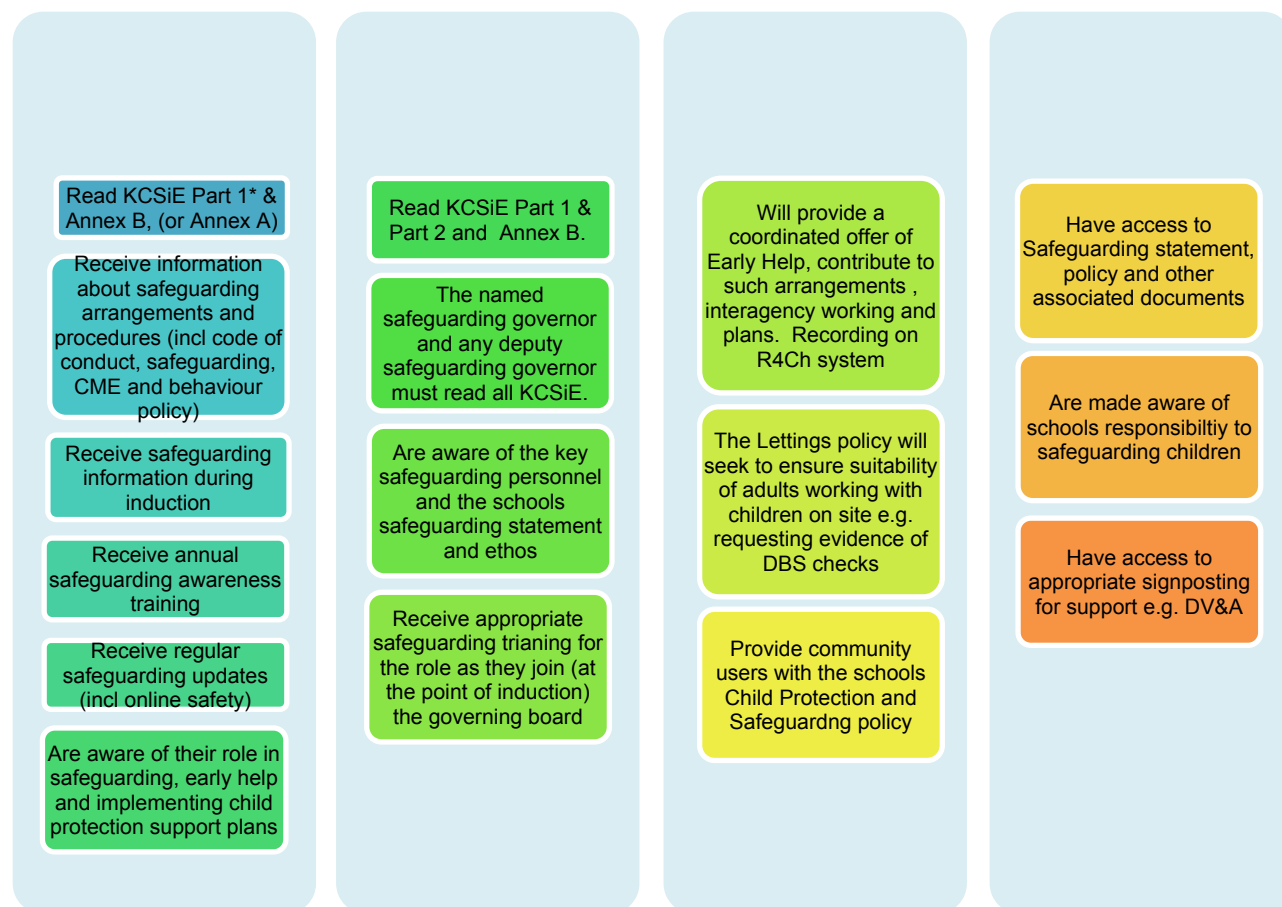 Read KCSiE Part 1* &
Annex B, (or Annex A)
Receive information
about safeguarding
arrangements and
procedures (incl code of
conduct, safeguarding,
CME and behaviour
policy)
Receive safeguarding
information during
induction
Receive annual
safeguarding awareness
training
Receive regular
safeguarding updates
(incl online safety)
Are aware of their role in
safeguarding, early help
and implementing child
protection support plans
Read KCSiE Part 1 &
Part 2 and  Annex B.
The named
safeguarding governor
and any deputy
safeguarding governor
must read all KCSiE.
Are aware of the key
safeguarding personnel
and the schools
safeguarding statement
and ethos
Receive appropriate
safeguarding trianing for
the role as they join (at
the point of induction)
the governing board
Will provide a
coordinated offer of
Early Help, contribute to
such arrangements ,
interagency working and
plans.  Recording on
R4Ch system
The Lettings policy will
seek to ensure suitability
of adults working with
children on site e.g.
requesting evidence of
DBS checks
Provide community
users with the schools
Child Protection and
Safeguardng policy
Have access to
Safeguarding statement,
policy and other
associated documents
Are made aware of
schools responsibiltiy to
safeguarding children
Have access to
appropriate signposting
for support e.g. DV&A